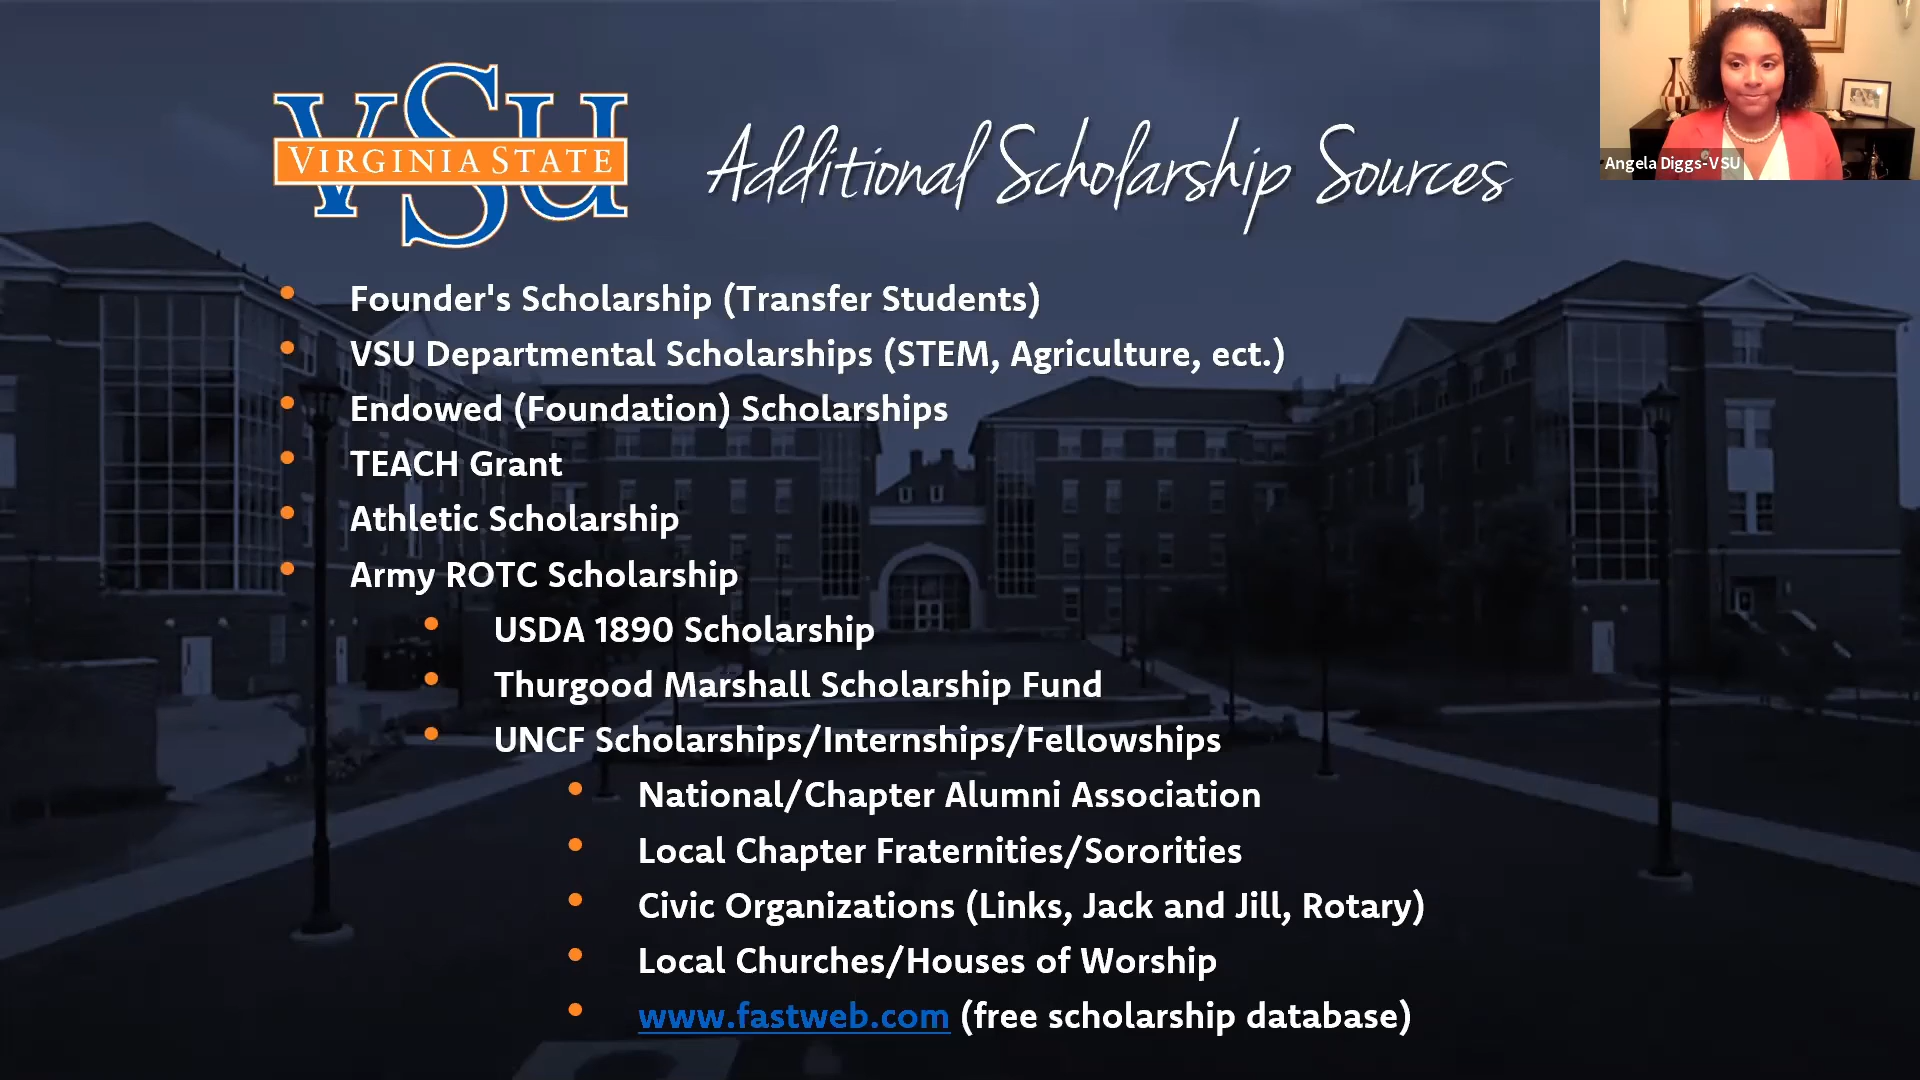 VSU
VIRGINIA STATE
Additional Scholarship Sources
Angela Diggs-VSU
• Founder's Scholarship (Transfer Students)
• VSU Departmental Scholarships (STEM, Agriculture, ect.)
• Endowed (Foundation) Scholarships
• TEACH Grant
• Athletic Scholarship
• Army ROTC Scholarship
• USDA 1890 Scholarship
• Thurgood Marshall Scholarship Fund
• UNCF Scholarships/Internships/Fellowships
• National/Chapter Alumni Association
• Local Chapter Fraternities/Sororities
• Civic Organizations (Links, Jack and Jill, Rotary)
• Local Churches/Houses of Worship
• www.fastweb.com (free scholarship database)